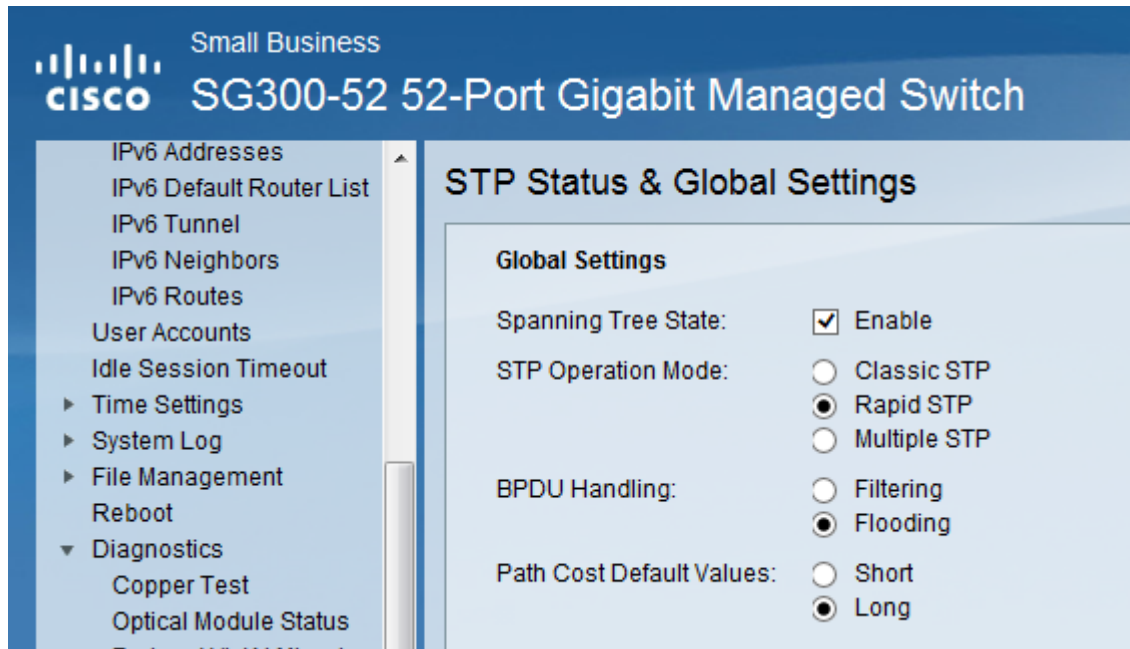 Small Business
CISCO
SG300-52 52-Port Gigabit Managed Switch
IPv6 Addresses
IPv6 Default Router List
IPv6 Tunnel
IPv6 Neighbors
IPv6 Routes
User Accounts
Idle Session Timeout
Time Settings
System Log
File Management
Reboot
Diagnostics
Copper Test
Optical Module Status
STP Status & Global Settings
Global Settings
Spanning Tree State: Enable
STP Operation Mode: Classic STP
Rapid STP
Multiple STP
BPDU Handling: Filtering
Flooding
Path Cost Default Values: Short
Long